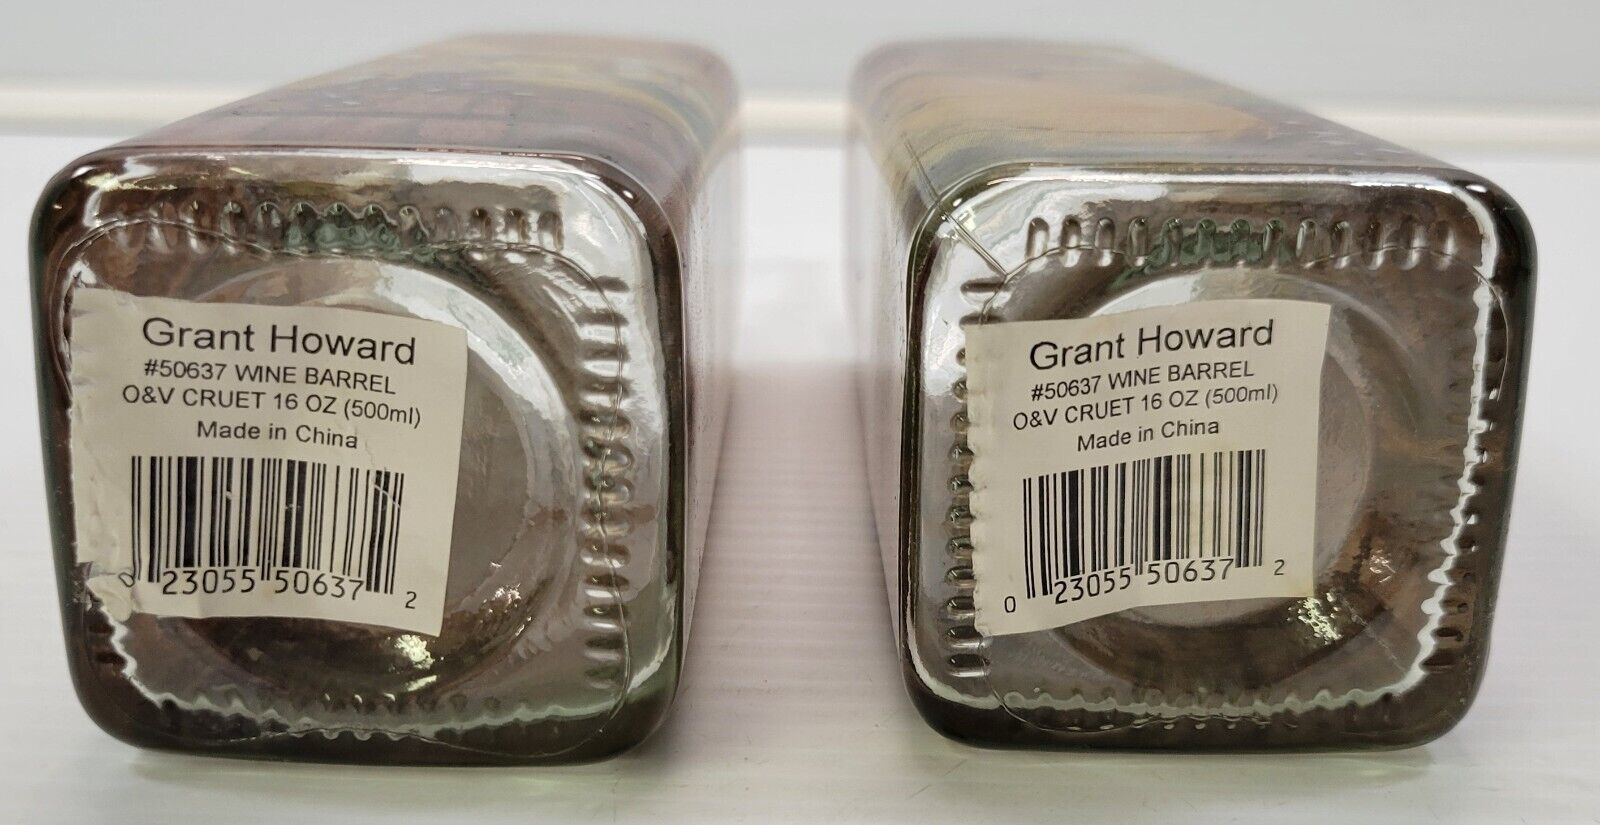 Grant Howard
#50637 WINE BARREL
O&V CRUET 16 OZ (500ml)
Made in China
0 23055 50637 2
Grant Howard
#50637 WINE BARREL
O&V CRUET 16 OZ (500ml)
Made in China
0 23055 50637 2